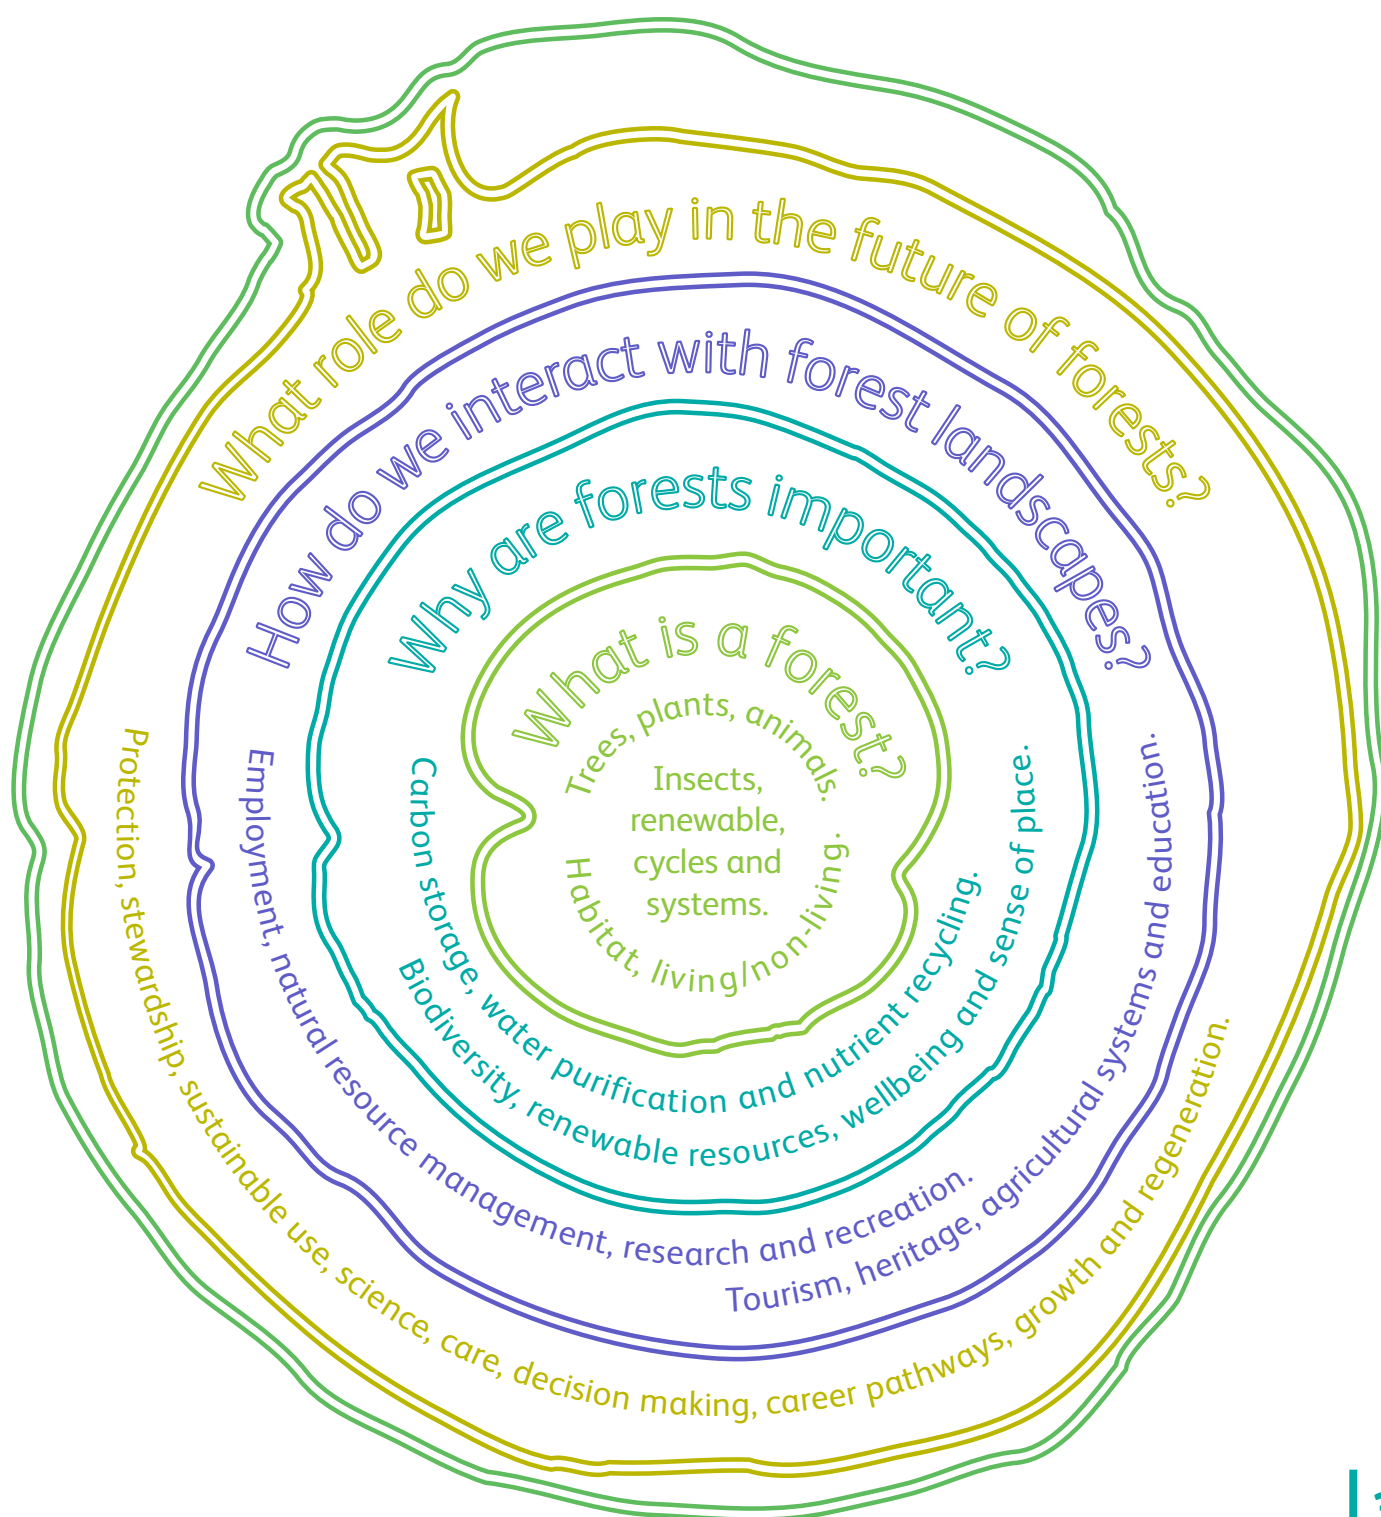 What role do we play in the future of forests?
How do we interact with forest landscapes?
Why are forests important?
What is a forest?
Trees, plants, animals.
Insects,
renewable,
cycles and
systems.
Habitat, living/non-living.
Carbon storage, water purification and nutrient recycling.
Biodiversity, renewable resources, wellbeing and sense of place.
Employment, natural resource management, research and recreation.
Tourism, heritage, agricultural systems and education.
Protection, stewardship, sustainable use, science, care, decision making, career pathways, growth and regeneration.